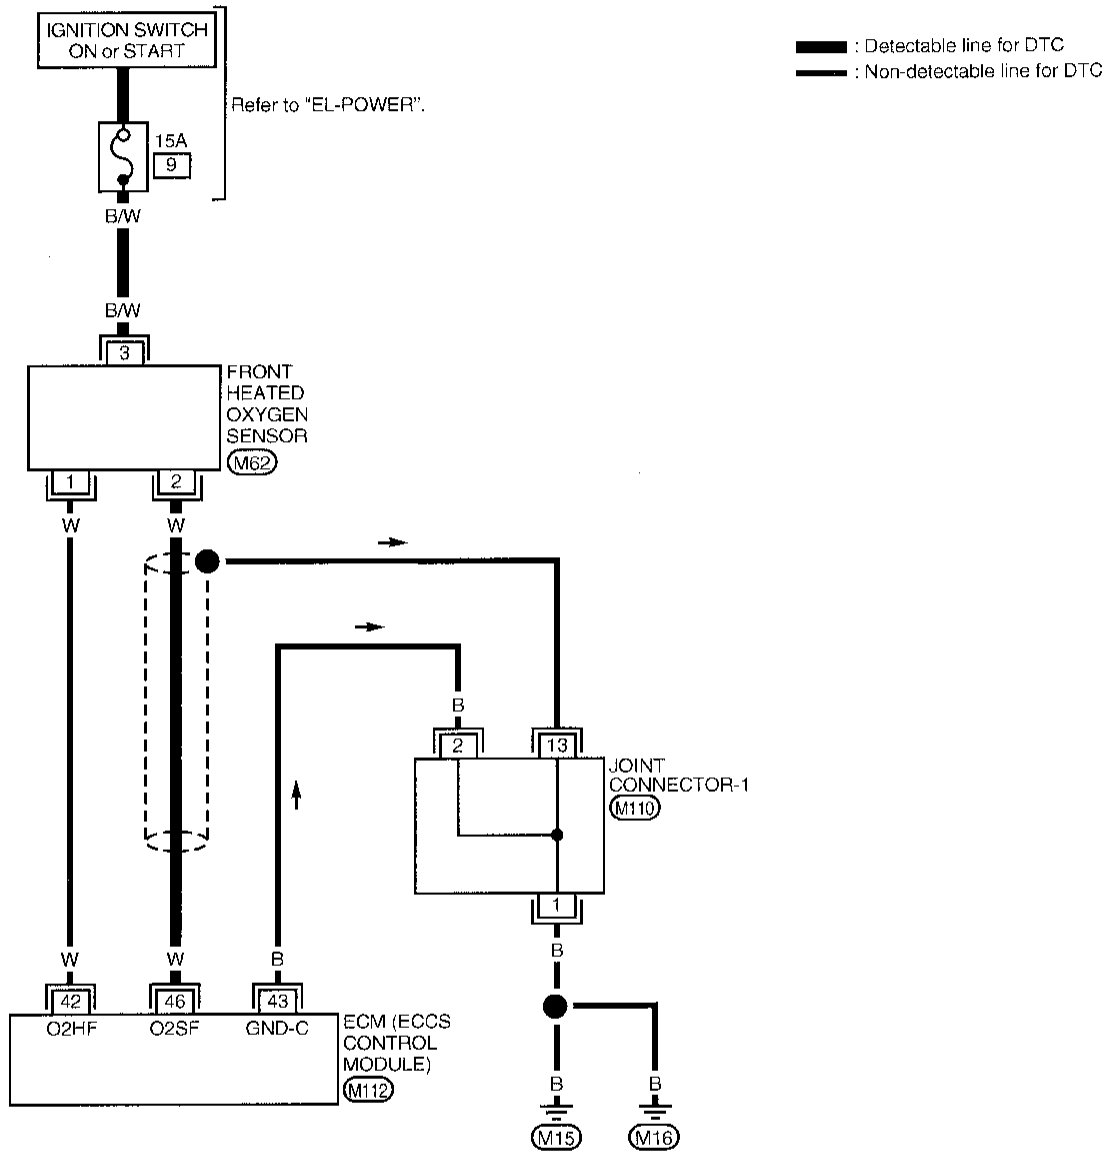 IGNITION SWITCH
ON or START
: Detectable line for DTC
: Non-detectable line for DTC
Refer to "EL-POWER".
15A
9
B/W
B/W
3
FRONT
HEATED
OXYGEN
SENSOR
M62
1
2
W
W
B
2
13
JOINT
CONNECTOR-1
M110
1
B
W
W
B
42
46
43
O2HF
O2SF
GND-C
ECM (ECCS
CONTROL
MODULE)
M112
B
B
M15
M16